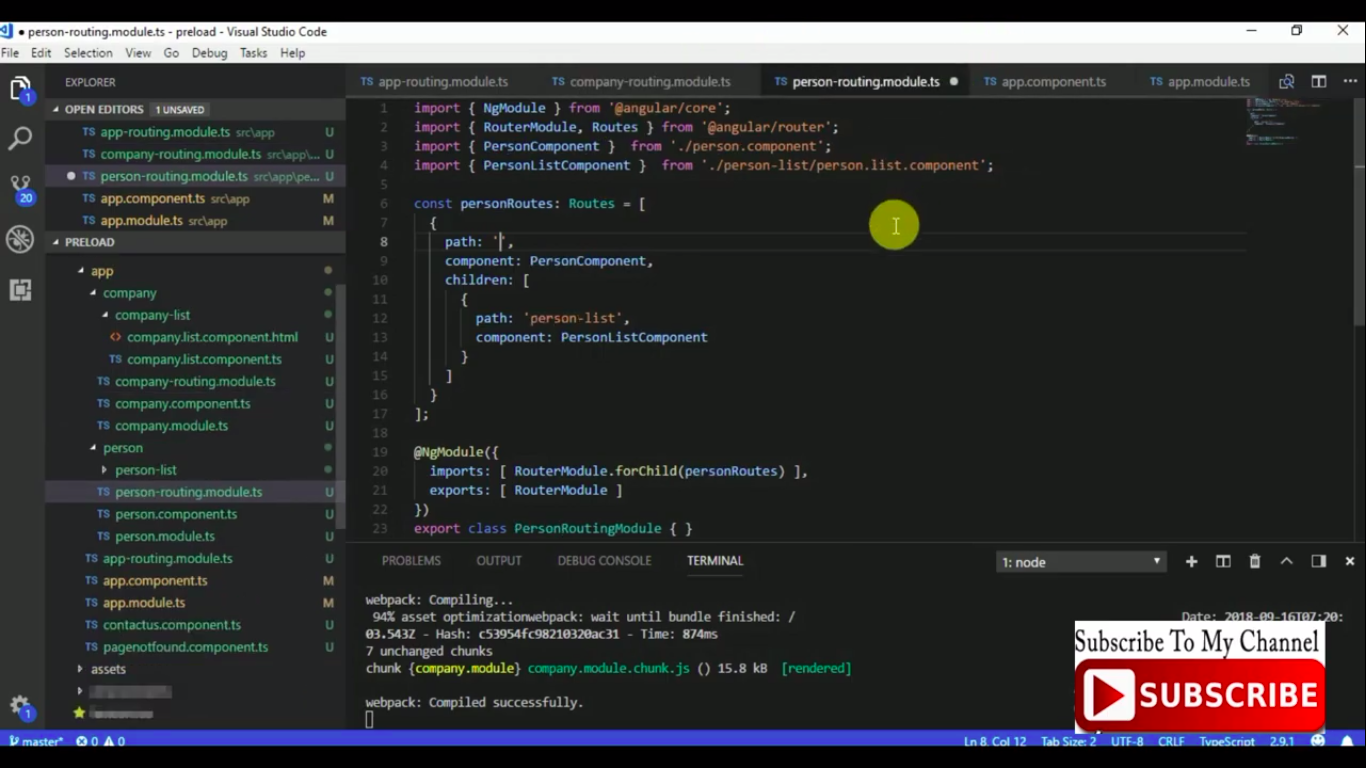 person-routing.module.ts - preload - Visual Studio Code
File Edit Selection View Go Debug Tasks Help
EXPLORER
OPEN EDITORS 1 UNSAVED
TS app-routing.module.ts src\app U
TS company-routing.module.ts src\app\... U
TS person-routing.module.ts src\app\pe... U
TS app.component.ts src\app M
TS app.module.ts src\app M
PRELOAD
app
company
company-list
<> company.list.component.html U
TS company.list.component.ts U
TS company-routing.module.ts U
TS company.component.ts U
TS company.module.ts U
person
person-list
TS person-routing.module.ts U
TS person.component.ts U
TS person.module.ts U
TS app-routing.module.ts U
TS app.component.ts M
TS app.module.ts M
TS contactus.component.ts U
TS pagenotfound.component.ts U
assets
1
20
1
TS app-routing.module.ts TS company-routing.module.ts TS person-routing.module.ts TS app.component.ts TS app.module.ts
1 import { NgModule } from '@angular/core';
2 import { RouterModule, Routes } from '@angular/router';
3 import { PersonComponent } from './person.component';
4 import { PersonListComponent } from './person-list/person.list.component';
5
6 const personRoutes: Routes = [
7 {
8 path: '',
9 component: PersonComponent,
10 children: [
11 {
12 path: 'person-list',
13 component: PersonListComponent
14 }
15 ]
16 }
17 ];
18
19 @NgModule({
20 imports: [ RouterModule.forChild(personRoutes) ],
21 exports: [ RouterModule ]
22 })
23 export class PersonRoutingModule { }
PROBLEMS OUTPUT DEBUG CONSOLE TERMINAL 1: node
webpack: Compiling...
94% asset optimizationwebpack: wait until bundle finished: / Date: 2018-09-16T07:20:
03.543Z - Hash: c53954fc98210320ac31 - Time: 874ms
7 unchanged chunks
chunk {company.module} company.module.chunk.js () 15.8 kB [rendered]
webpack: Compiled successfully.
Subscribe To My Channel
SUBSCRIBE
master* 0 0 Ln 8, Col 12 Tab Size: 2 UTF-8 CRLF TypeScript 2.9.1